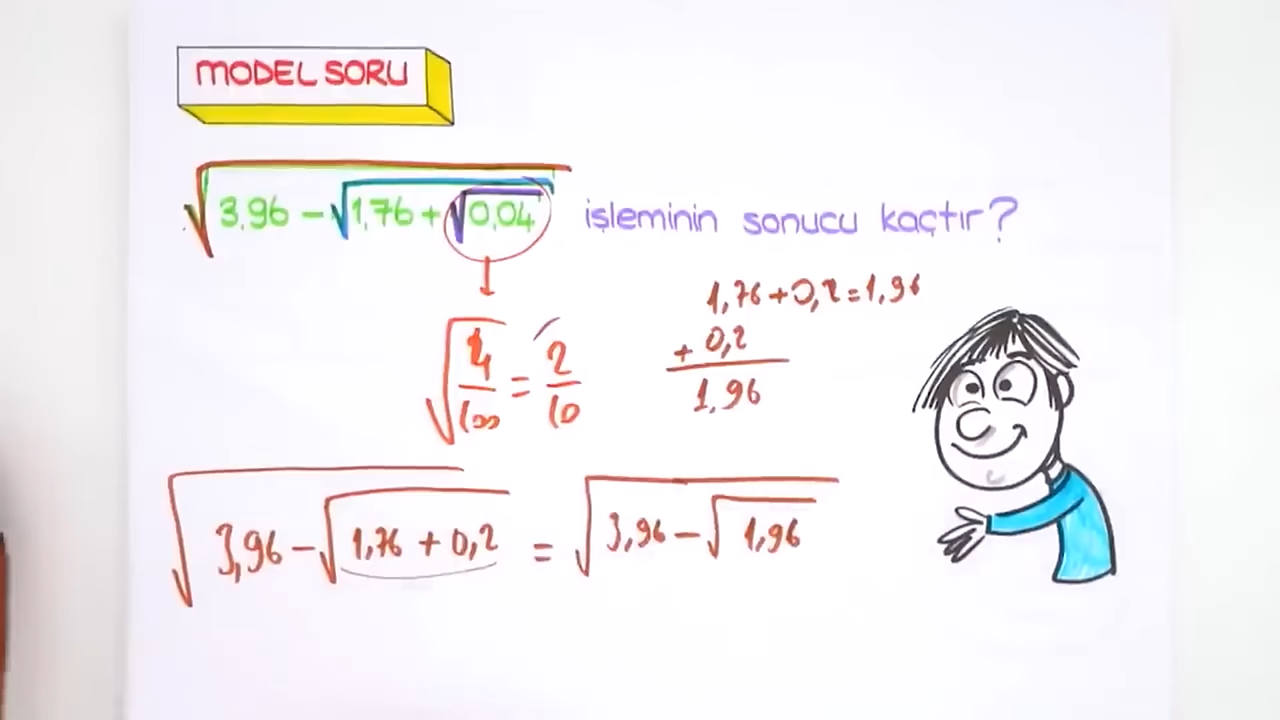 MODEL SORU
√(3,96 − √(1,76 + √0,04)) işleminin sonucu kaçtır?
1,76 + 0,2 = 1,96
+ 0,2
1,96
√(4/100) = 2/10
√(3,96 − √(1,76 + 0,2)) = √(3,96 − √1,96)